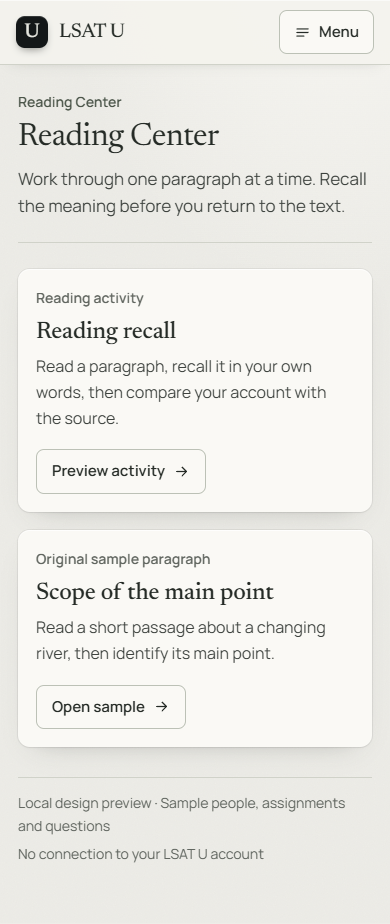 U LSAT U
Menu
Reading Center
Reading Center
Work through one paragraph at a time. Recall
the meaning before you return to the text.
Reading activity
Reading recall
Read a paragraph, recall it in your own
words, then compare your account with
the source.
Preview activity →
Original sample paragraph
Scope of the main point
Read a short passage about a changing
river, then identify its main point.
Open sample →
Local design preview · Sample people, assignments
and questions
No connection to your LSAT U account